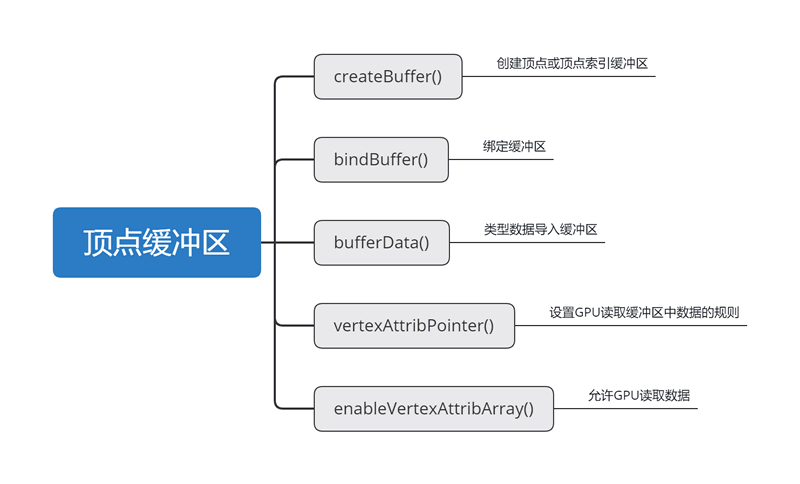 createBuffer()
创建顶点或顶点索引缓冲区
bindBuffer()
绑定缓冲区
顶点缓冲区
bufferData()
类型数据导入缓冲区
vertexAttribPointer()
设置GPU读取缓冲区中数据的规则
enableVertexAttribArray()
允许GPU读取数据